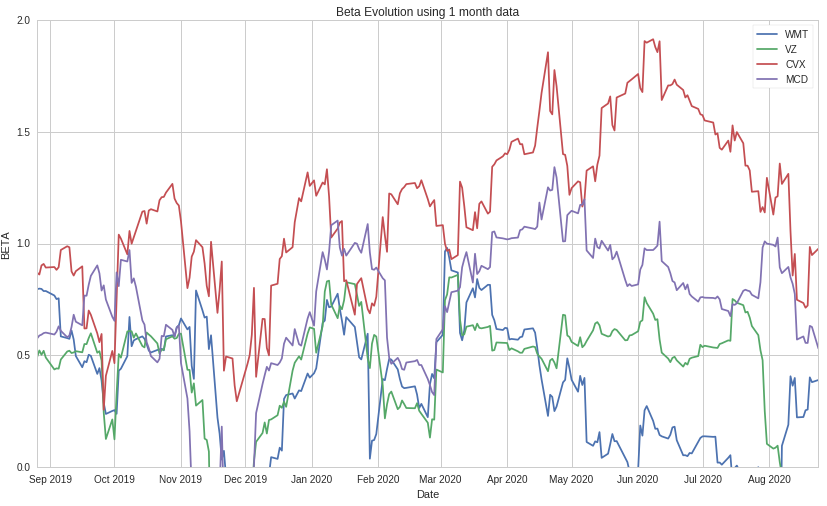 Beta Evolution using 1 month data
2.0
1.5
1.0
0.5
0.0
BETA
WMT
VZ
CVX
MCD
Sep 2019 Oct 2019 Nov 2019 Dec 2019 Jan 2020 Feb 2020 Mar 2020 Apr 2020 May 2020 Jun 2020 Jul 2020 Aug 2020
Date